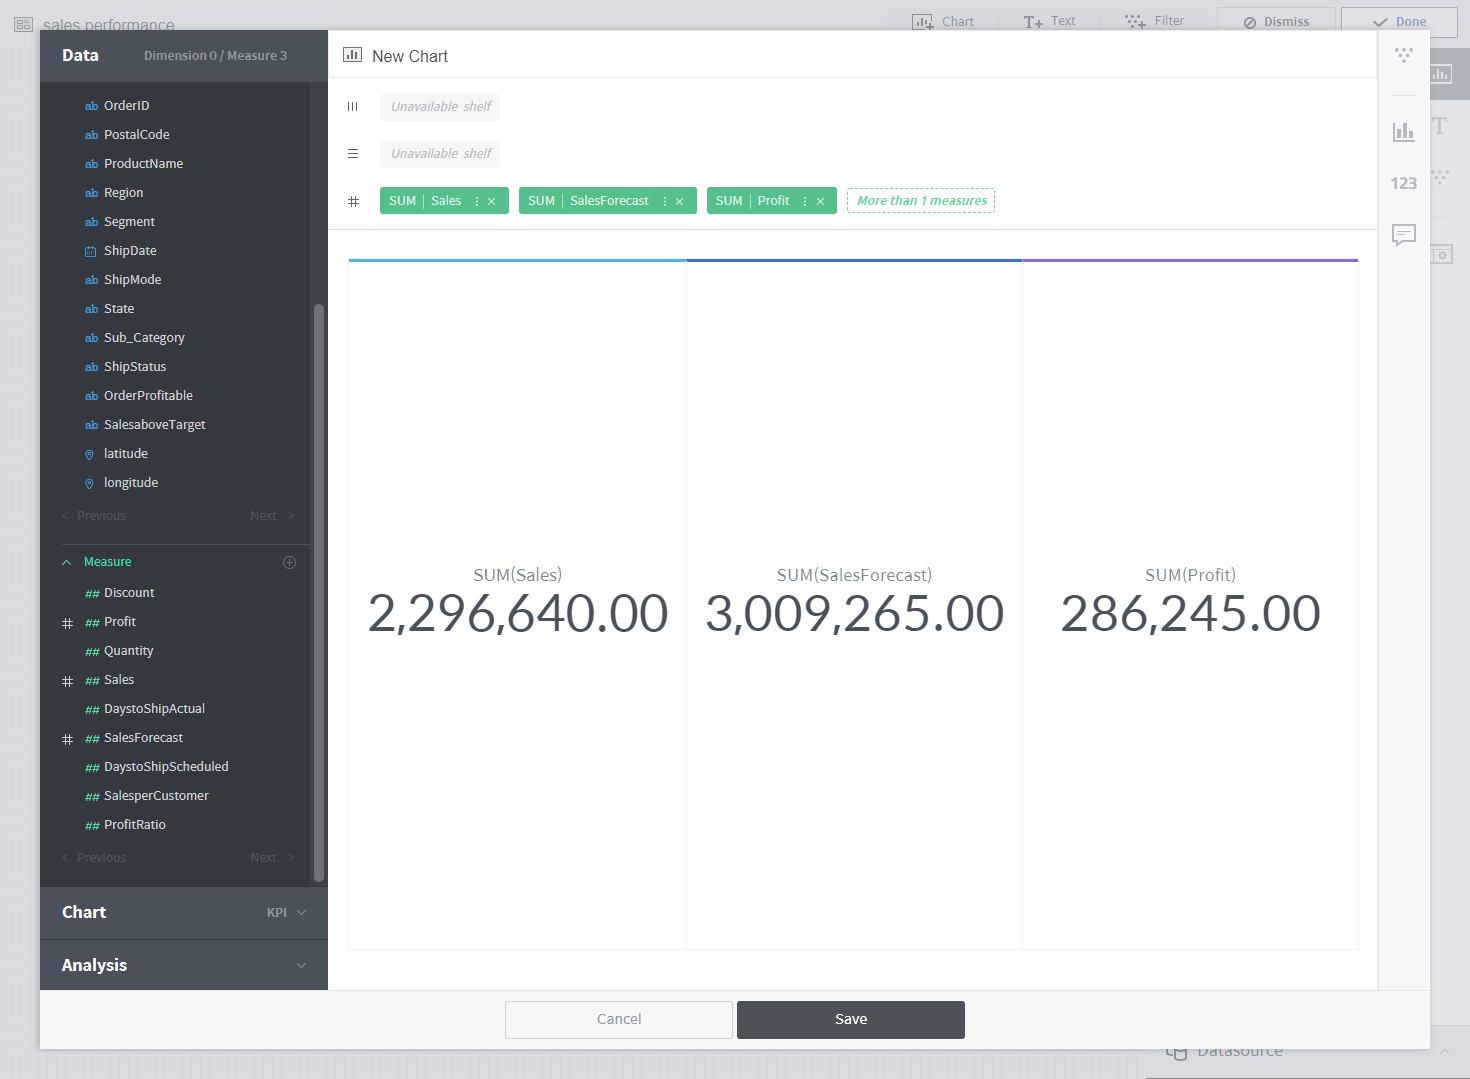 sales performance
Chart
Text
Filter
Dismiss
Done
Data
Dimension 0 / Measure 3
ab OrderID
ab PostalCode
ab ProductName
ab Region
ab Segment
ShipDate
ab ShipMode
ab State
ab Sub_Category
ab ShipStatus
ab OrderProfitable
ab SalesaboveTarget
latitude
longitude
< Previous
Next >
Measure
## Discount
## Profit
## Quantity
## Sales
## DaystoShipActual
## SalesForecast
## DaystoShipScheduled
## SalesperCustomer
## ProfitRatio
< Previous
Next >
Chart
KPI
Analysis
New Chart
Unavailable shelf
Unavailable shelf
SUM | Sales
SUM | SalesForecast
SUM | Profit
More than 1 measures
SUM(Sales)
2,296,640.00
SUM(SalesForecast)
3,009,265.00
SUM(Profit)
286,245.00
123
T
Cancel
Save
Datasource